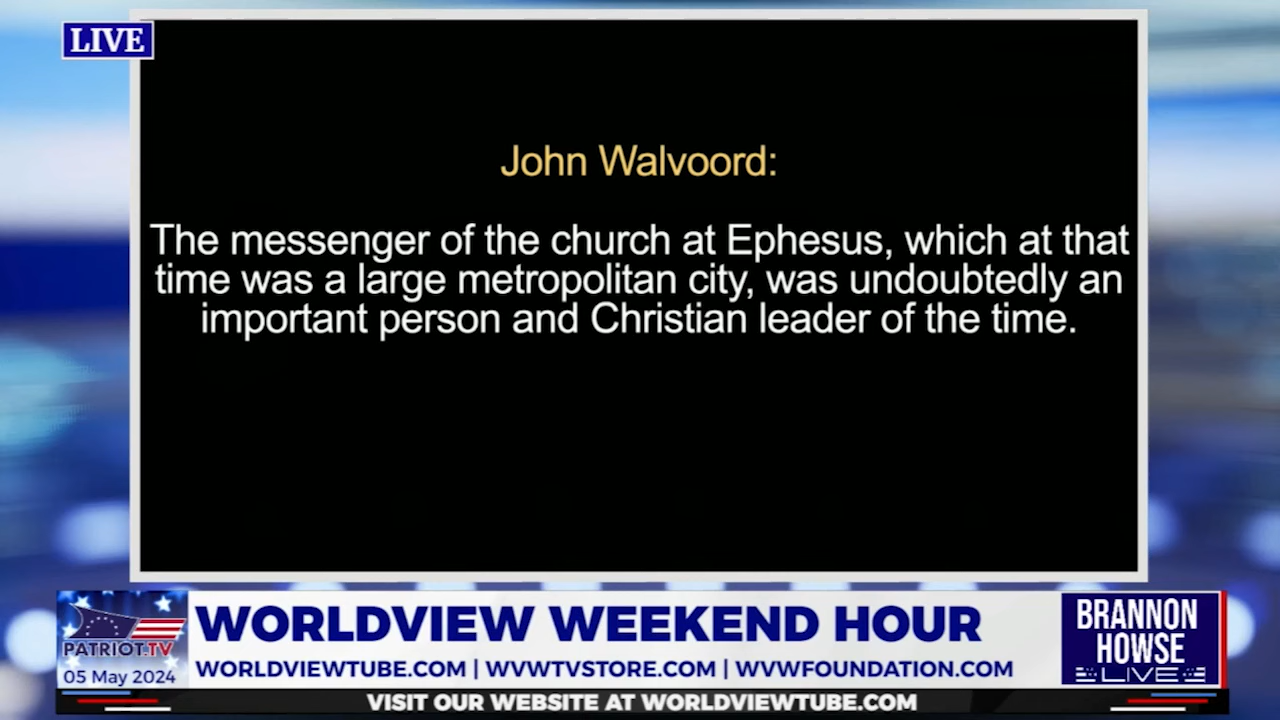 LIVE
John Walvoord:
The messenger of the church at Ephesus, which at that
time was a large metropolitan city, was undoubtedly an
important person and Christian leader of the time.
PATRIOT.TV
05 May 2024
WORLDVIEW WEEKEND HOUR
WORLDVIEWTUBE.COM | WVWTVSTORE.COM | WVWFOUNDATION.COM
BRANNON
HOWSE
LIVE
VISIT OUR WEBSITE AT WORLDVIEWTUBE.COM